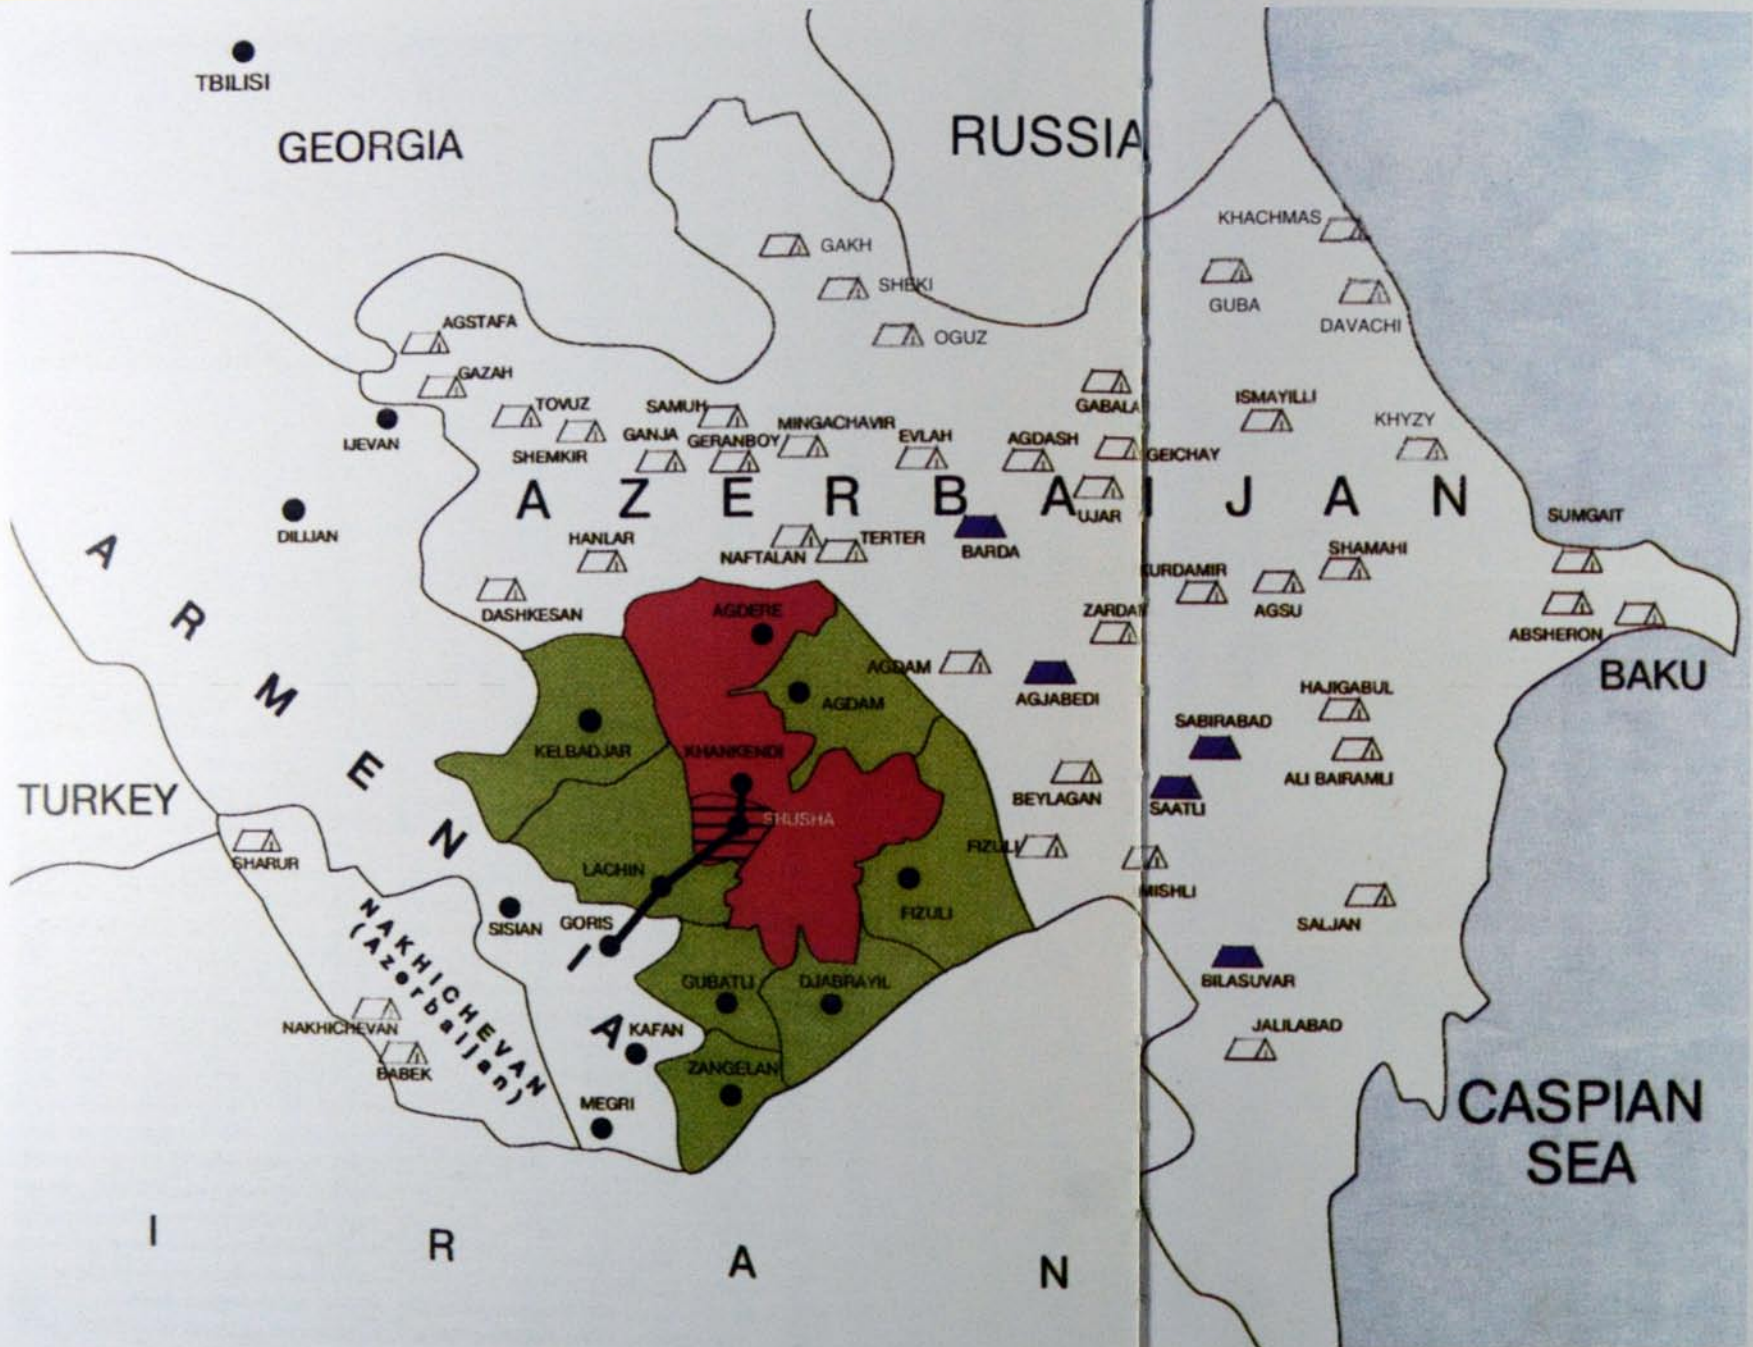 TBILISI
GEORGIA
RUSSIA
KHACHMAS
GAKH
SHEKI
GUBA
DAVACHI
AGSTAFA
OGUZ
GAZAH
TOVUZ
SAMUH
GABALA
ISMAYILLI
KHYZY
IJEVAN
SHEMKIR
GANJA
GERANBOY
MINGACHAVIR
EVLAH
AGDASH
GEICHAY
AZERBAIJAN
UJAR
SUMGAIT
DILIJAN
HANLAR
NAFTALAN
TERTER
BARDA
SHAMAHI
KURDAMIR
AGSU
DASHKESAN
AGDERE
ZARDAY
ABSHERON
ARMENIA
AGDAM
AGDAM
AGJABEDI
HAJIGABUL
BAKU
SABIRABAD
KELBADJAR
KHANKENDI
TURKEY
BEYLAGAN
SAATLI
ALI BAIRAMLI
SHUSHA
SHARUR
LACHIN
FIZULI
MISHLI
SISIAN
GORIS
FIZULI
SALJAN
NAKHICHEVAN
(Azerbaijan)
GUBATLI
DJABRAYIL
BILASUVAR
NAKHICHEVAN
KAFAN
JALILABAD
BABEK
ZANGELAN
MEGRI
CASPIAN
SEA
IRAN